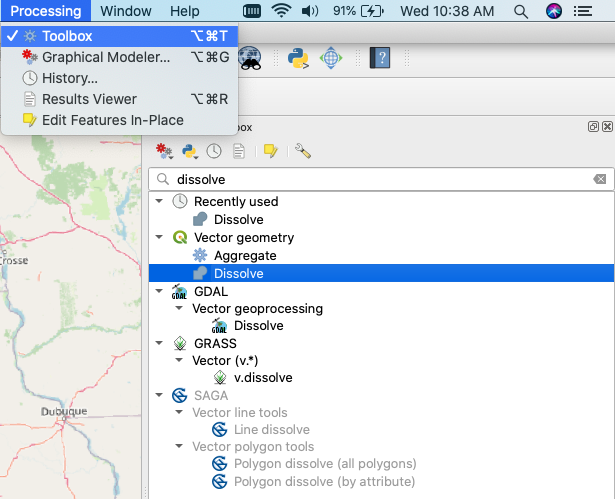 Processing Window Help 91% Wed 10:38 AM
✓ Toolbox ⌥⌘T
Graphical Modeler... ⌥⌘G
History...
Results Viewer ⌥⌘R
Edit Features In-Place
box
dissolve
Recently used
Dissolve
Vector geometry
Aggregate
Dissolve
GDAL
Vector geoprocessing
Dissolve
GRASS
Vector (v.*)
v.dissolve
SAGA
Vector line tools
Line dissolve
Vector polygon tools
Polygon dissolve (all polygons)
Polygon dissolve (by attribute)
Crosse
Dubuque